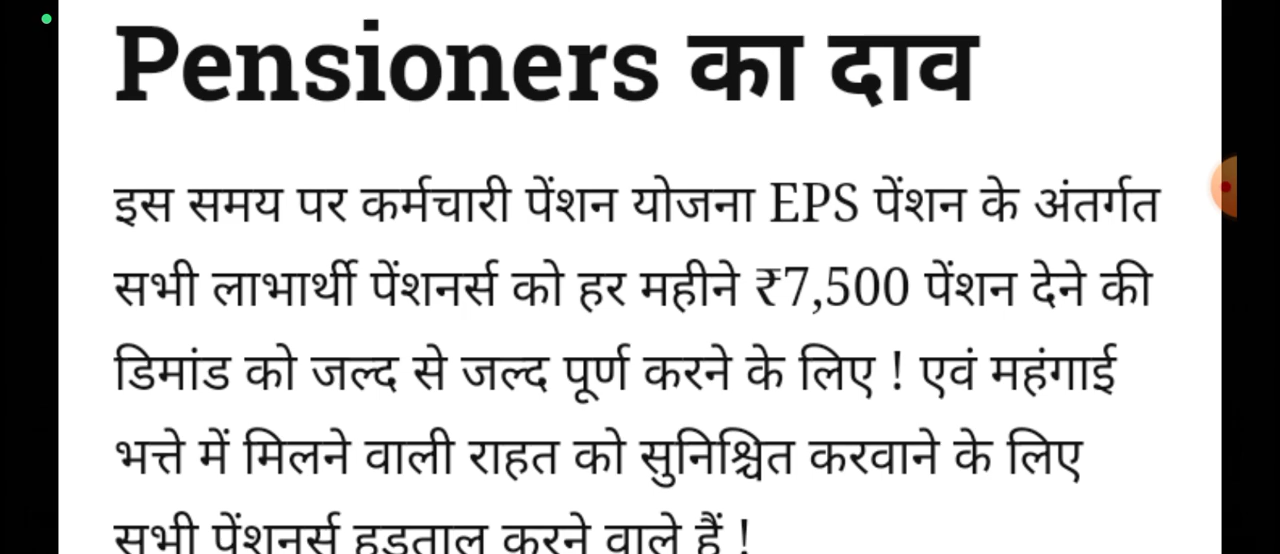 Pensioners का दाव
इस समय पर कर्मचारी पेंशन योजना EPS पेंशन के अंतर्गत
सभी लाभार्थी पेंशनर्स को हर महीने ₹7,500 पेंशन देने की
डिमांड को जल्द से जल्द पूर्ण करने के लिए ! एवं महंगाई
भत्ते में मिलने वाली राहत को सुनिश्चित करवाने के लिए
सभी पेंशनर्स हड़ताल करने वाले हैं !